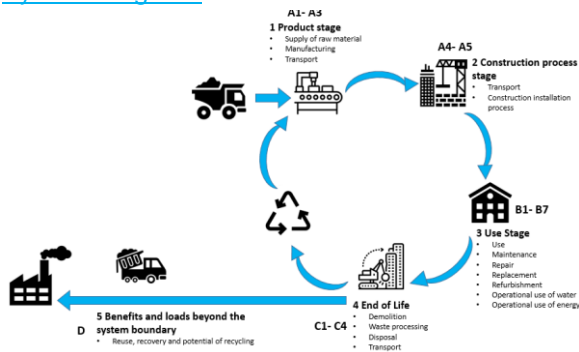 A1- A3
1 Product stage
• Supply of raw material
• Manufacturing
• Transport
A4- A5
2 Construction process
stage
• Transport
• Construction installation
process
B1- B7
3 Use Stage
• Use
• Maintenance
• Repair
• Replacement
• Refurbishment
• Operational use of water
• Operational use of energy
C1- C4
4 End of Life
• Demolition
• Waste processing
• Disposal
• Transport
D
5 Benefits and loads beyond the
system boundary
• Reuse, recovery and potential of recycling